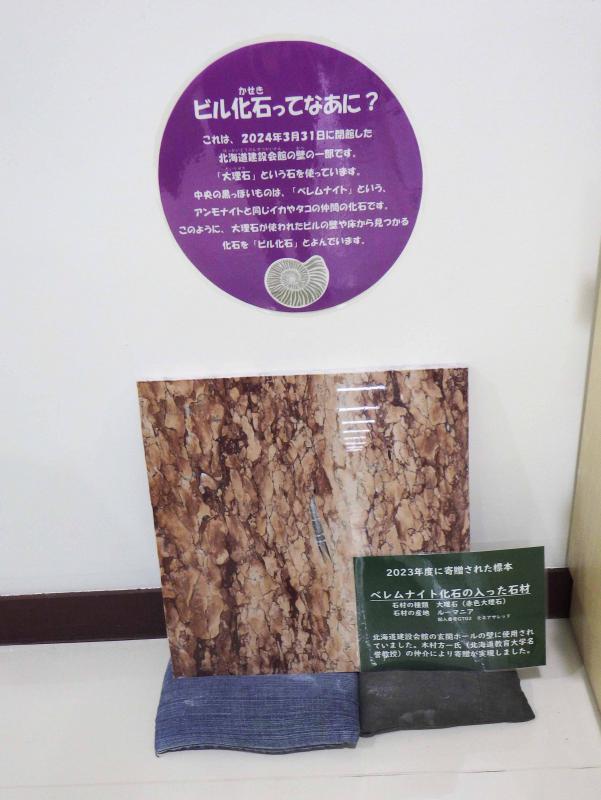 かせき
ビル化石ってなあに？
これは、2024年3月31日に閉館した
北海道建設会館の壁の一部です。
「大理石」という石を使っています。
中央の黒っぽいものは、「ベレムナイト」という、
アンモナイトと同じイカやタコの仲間の化石です。
このように、大理石が使われたビルの壁や床から見つかる
化石を「ビル化石」とよんでいます。
2023年度に寄贈された標本
ベレムナイト化石の入った石材
石材の種類　大理石（赤色大理石）
石材の産地　ルーマニア
北海道建設会館の玄関ホールの壁に使用され
ていました。木村方一氏（北海道教育大学名
誉教授）の仲介により寄贈が実現しました。